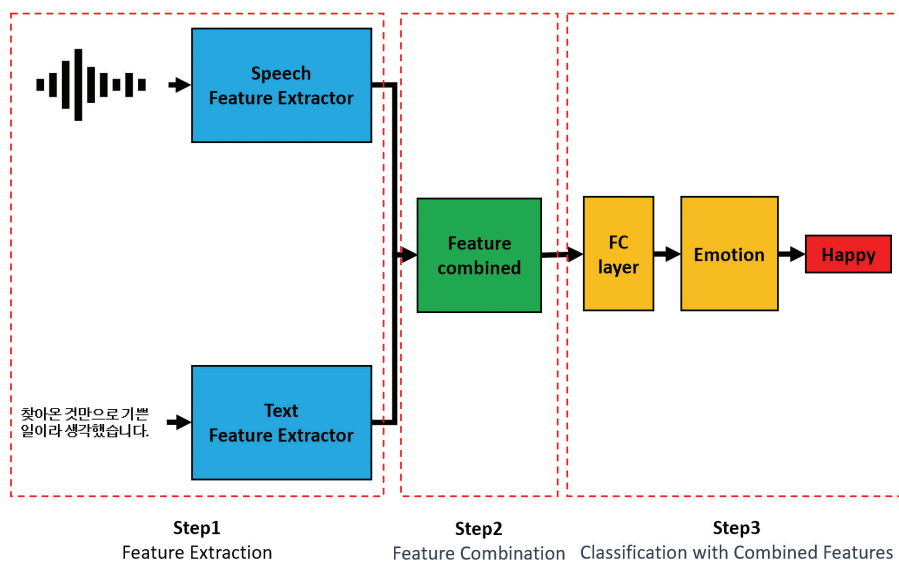 Speech
Feature Extractor
찾아온 것만으로 기쁜
일이라 생각했습니다.
Text
Feature Extractor
Feature
combined
FC
layer
Emotion
Happy
Step1
Feature Extraction
Step2
Feature Combination
Step3
Classification with Combined Features